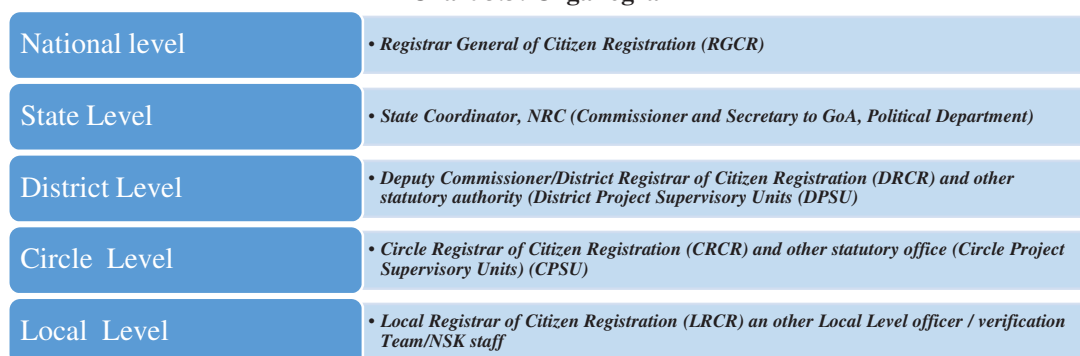 National level
• Registrar General of Citizen Registration (RGCR)
State Level
• State Coordinator, NRC (Commissioner and Secretary to GoA, Political Department)
District Level
• Deputy Commissioner/District Registrar of Citizen Registration (DRCR) and other
statutory authority (District Project Supervisory Units (DPSU)
Circle Level
• Circle Registrar of Citizen Registration (CRCR) and other statutory office (Circle Project
Supervisory Units) (CPSU)
Local Level
• Local Registrar of Citizen Registration (LRCR) an other Local Level officer / verification
Team/NSK staff